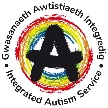 Gwasanaeth Awtistiaeth Integredig
A
Integrated Autism Service